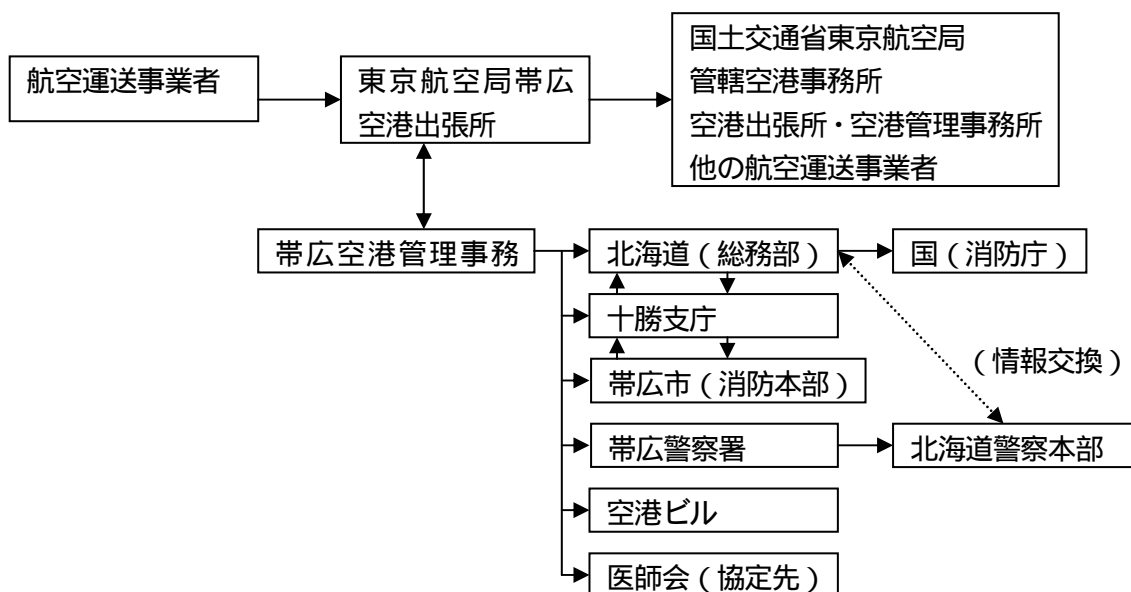 航空運送事業者
東京航空局帯広
空港出張所
国土交通省東京航空局
管轄空港事務所
空港出張所・空港管理事務所
他の航空運送事業者
帯広空港管理事務
北海道（総務部）
国（消防庁）
十勝支庁
（情報交換）
帯広市（消防本部）
帯広警察署
北海道警察本部
空港ビル
医師会（協定先）